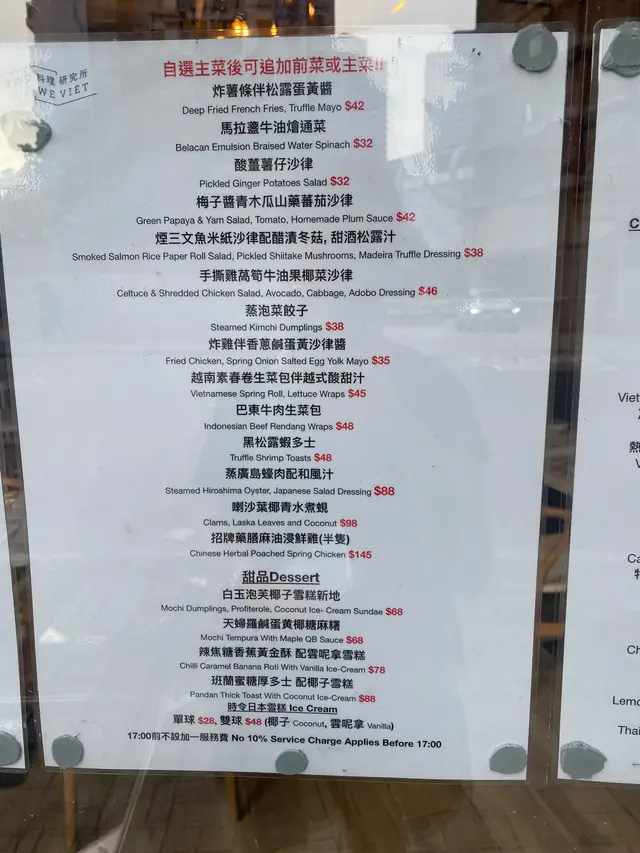 料理 研究所
WE VIET
自選主菜後可追加前菜或主菜!!
炸薯條伴松露蛋黃醬
Deep Fried French Fries, Truffle Mayo $42
馬拉盞牛油燴通菜
Belacan Emulsion Braised Water Spinach $32
酸薑薯仔沙律
Pickled Ginger Potatoes Salad $32
梅子醬青木瓜山藥蕃茄沙律
Green Papaya & Yam Salad, Tomato, Homemade Plum Sauce $42
煙三文魚米紙沙律配醋漬冬菇, 甜酒松露汁
Smoked Salmon Rice Paper Roll Salad, Pickled Shiitake Mushrooms, Madeira Truffle Dressing $38
手撕雞萵筍牛油果椰菜沙律
Celtuce & Shredded Chicken Salad, Avocado, Cabbage, Adobo Dressing $46
蒸泡菜餃子
Steamed Kimchi Dumplings $38
炸雞伴香蔥鹹蛋黃沙律醬
Fried Chicken, Spring Onion Salted Egg Yolk Mayo $35
越南素春卷生菜包伴越式酸甜汁
Vietnamese Spring Roll, Lettuce Wraps $45
巴東牛肉生菜包
Indonesian Beef Rendang Wraps $48
黑松露蝦多士
Truffle Shrimp Toasts $48
蒸廣島蠔肉配和風汁
Steamed Hiroshima Oyster, Japanese Salad Dressing $88
喇沙葉椰青水煮蜆
Clams, Laska Leaves and Coconut $98
招牌藥膳麻油浸鮮雞(半隻)
Chinese Herbal Poached Spring Chicken $145
甜品Dessert
白玉泡芙椰子雪糕新地
Mochi Dumplings, Profiterole, Coconut Ice- Cream Sundae $68
天婦羅鹹蛋黄椰糖麻糬
Mochi Tempura With Maple QB Sauce $68
辣焦糖香蕉黃金酥 配雲呢拿雪糕
Chilli Caramel Banana Roti With Vanilla Ice-Cream $78
班蘭蜜糖厚多士 配椰子雪糕
Pandan Thick Toast With Coconut Ice-Cream $88
時令日本雪糕 Ice Cream
單球 $28, 雙球 $48 (椰子 Coconut, 雲呢拿 Vanilla)
17:00前不設加一服務費 No 10% Service Charge Applies Before 17:00